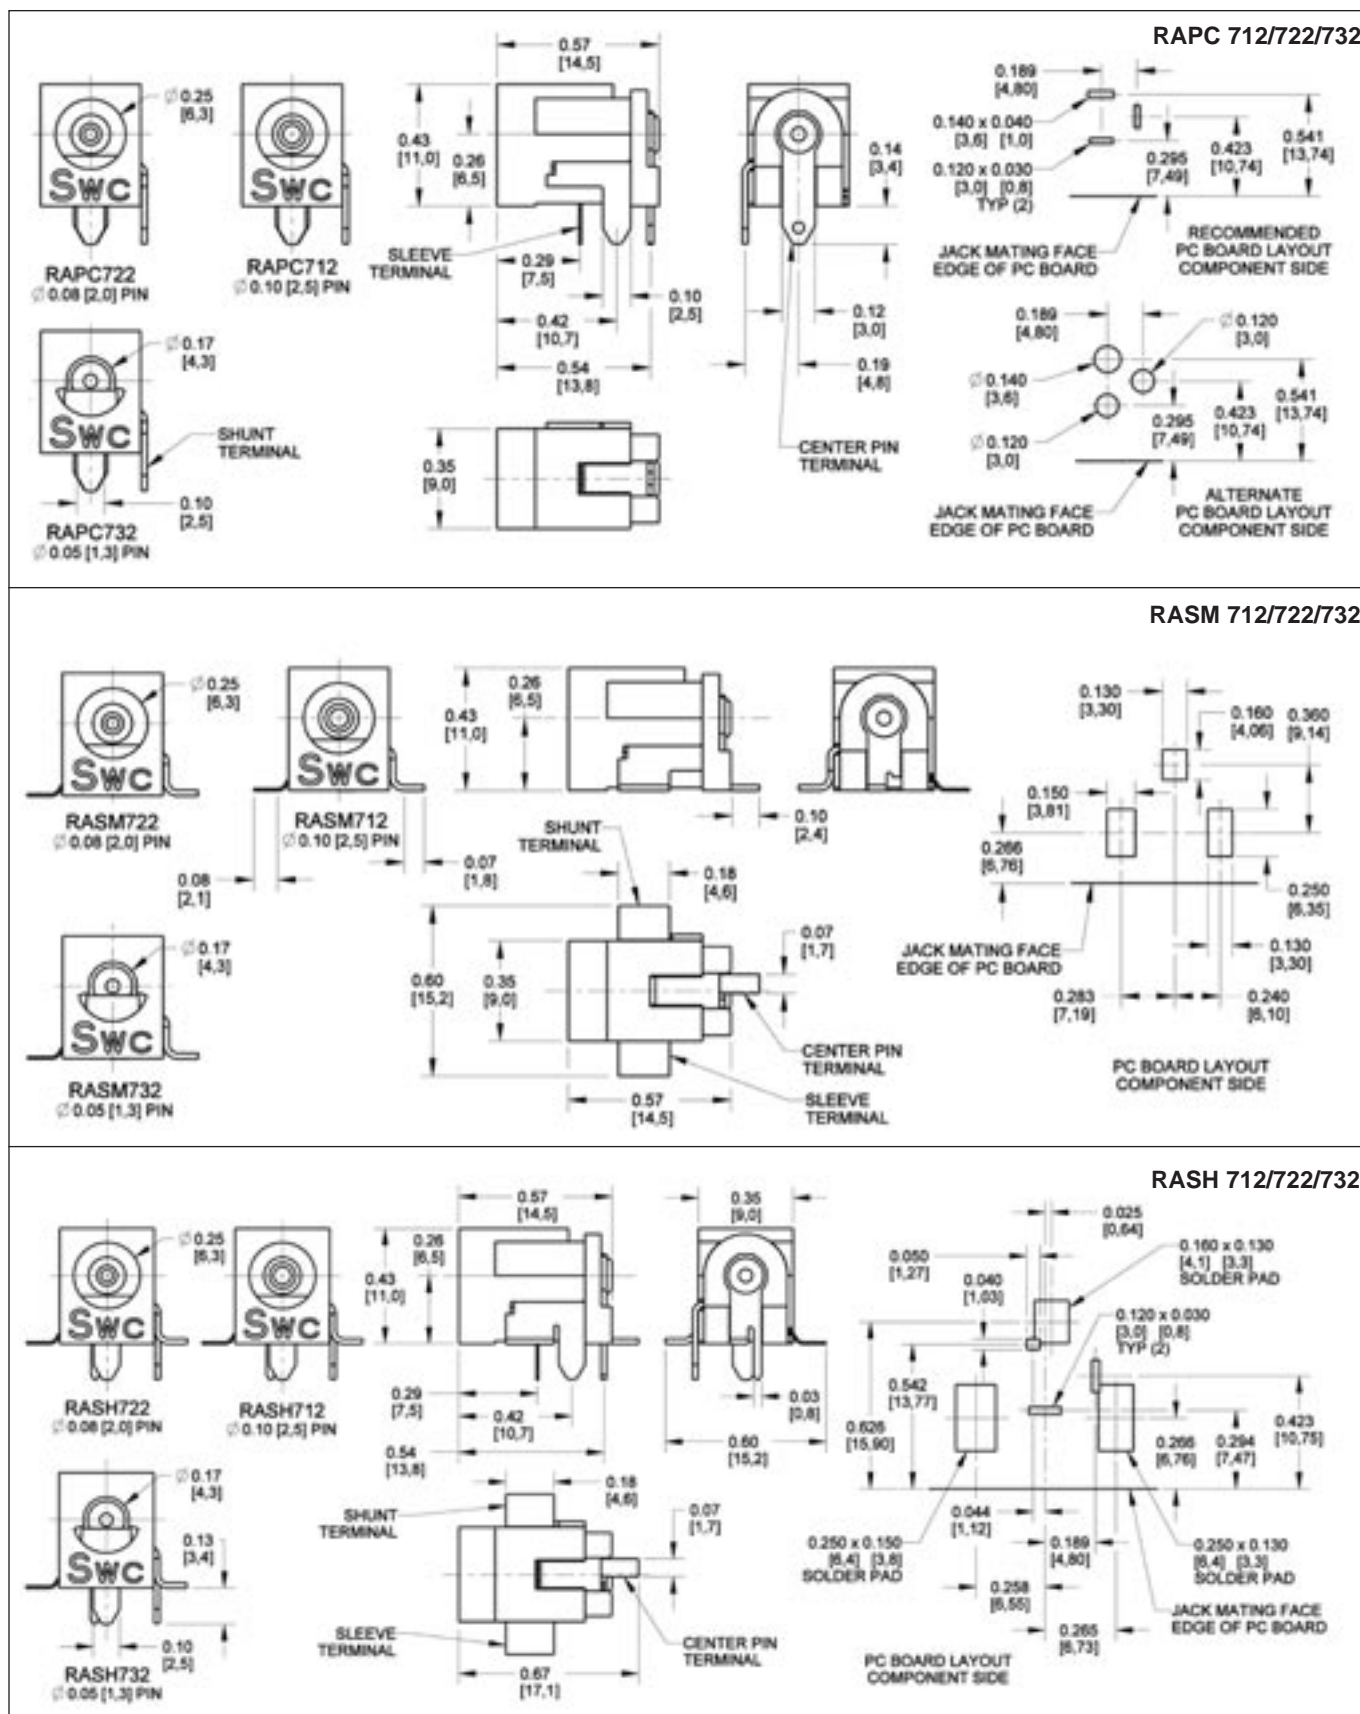 RAPC 712/722/732
0.57
[14,5]
Ø 0.25
[6,3]
0.43
[11,0]
0.26
[6,5]
SWC
SWC
RAPC722
Ø 0.08 [2,0] PIN
RAPC712
Ø 0.10 [2,5] PIN
SLEEVE
TERMINAL
0.29
[7,5]
0.42
[10,7]
0.54
[13,8]
0.10
[2,5]
0.14
[3,4]
0.12
[3,0]
0.19
[4,8]
CENTER PIN
TERMINAL
Ø 0.17
[4,3]
SWC
SHUNT
TERMINAL
0.10
[2,5]
RAPC732
Ø 0.05 [1,3] PIN
0.35
[9,0]
0.189
[4,80]
0.140 x 0.040
[3,6] [1,0]
0.120 x 0.030
[3,0] [0,8]
TYP (2)
0.295
[7,49]
0.423
[10,74]
0.541
[13,74]
JACK MATING FACE
EDGE OF PC BOARD
RECOMMENDED
PC BOARD LAYOUT
COMPONENT SIDE
0.189
[4,80]
Ø 0.120
[3,0]
Ø 0.140
[3,6]
Ø 0.120
[3,0]
0.295
[7,49]
0.423
[10,74]
0.541
[13,74]
JACK MATING FACE
EDGE OF PC BOARD
ALTERNATE
PC BOARD LAYOUT
COMPONENT SIDE
RASM 712/722/732
Ø 0.25
[6,3]
SWC
SWC
RASM722
Ø 0.08 [2,0] PIN
RASM712
Ø 0.10 [2,5] PIN
0.08
[2,1]
0.07
[1,8]
0.43
[11,0]
0.26
[6,5]
0.10
[2,4]
Ø 0.17
[4,3]
SWC
RASM732
Ø 0.05 [1,3] PIN
SHUNT
TERMINAL
0.18
[4,6]
0.60
[15,2]
0.35
[9,0]
0.07
[1,7]
CENTER PIN
TERMINAL
0.57
[14,5]
SLEEVE
TERMINAL
0.130
[3,30]
0.160
[4,06]
0.360
[9,14]
0.150
[3,81]
0.266
[6,76]
0.250
[6,35]
JACK MATING FACE
EDGE OF PC BOARD
0.130
[3,30]
0.283
[7,19]
0.240
[6,10]
PC BOARD LAYOUT
COMPONENT SIDE
RASH 712/722/732
Ø 0.25
[6,3]
SWC
SWC
RASH722
Ø 0.08 [2,0] PIN
RASH712
Ø 0.10 [2,5] PIN
0.57
[14,5]
0.26
[6,5]
0.43
[11,0]
0.29
[7,5]
0.42
[10,7]
0.54
[13,8]
0.35
[9,0]
0.03
[0,8]
0.60
[15,2]
Ø 0.17
[4,3]
SWC
0.13
[3,4]
0.10
[2,5]
RASH732
Ø 0.05 [1,3] PIN
SHUNT
TERMINAL
0.18
[4,6]
0.07
[1,7]
SLEEVE
TERMINAL
CENTER PIN
TERMINAL
0.67
[17,1]
0.025
[0,64]
0.050
[1,27]
0.040
[1,03]
0.160 x 0.130
[4,1] [3,3]
SOLDER PAD
0.120 x 0.030
[3,0] [0,8]
TYP (2)
0.542
[13,77]
0.626
[15,90]
0.266
[6,76]
0.294
[7,47]
0.423
[10,75]
0.044
[1,12]
0.189
[4,80]
0.250 x 0.150
[6,4] [3,8]
SOLDER PAD
0.250 x 0.130
[6,4] [3,3]
SOLDER PAD
0.258
[6,55]
0.265
[6,73]
JACK MATING FACE
EDGE OF PC BOARD
PC BOARD LAYOUT
COMPONENT SIDE